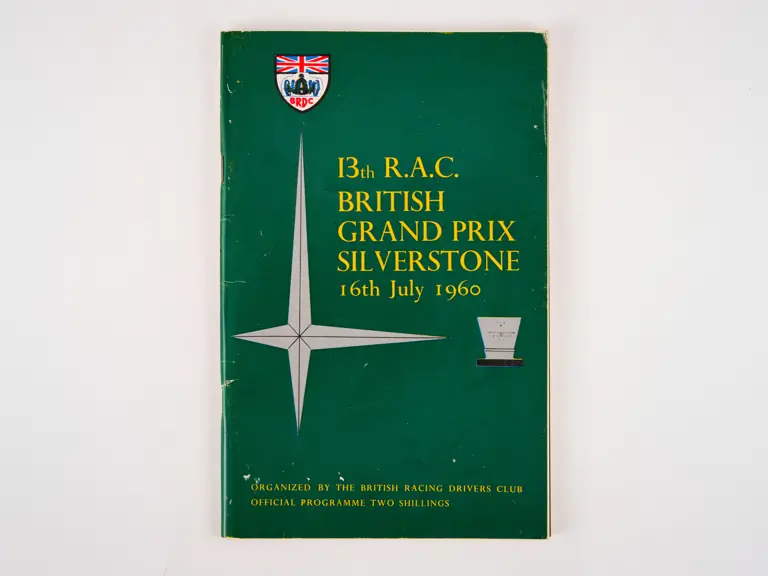 BRDC
13th R.A.C.
BRITISH
GRAND PRIX
SILVERSTONE
16th July 1960
ORGANIZED BY THE BRITISH RACING DRIVERS CLUB
OFFICIAL PROGRAMME TWO SHILLINGS